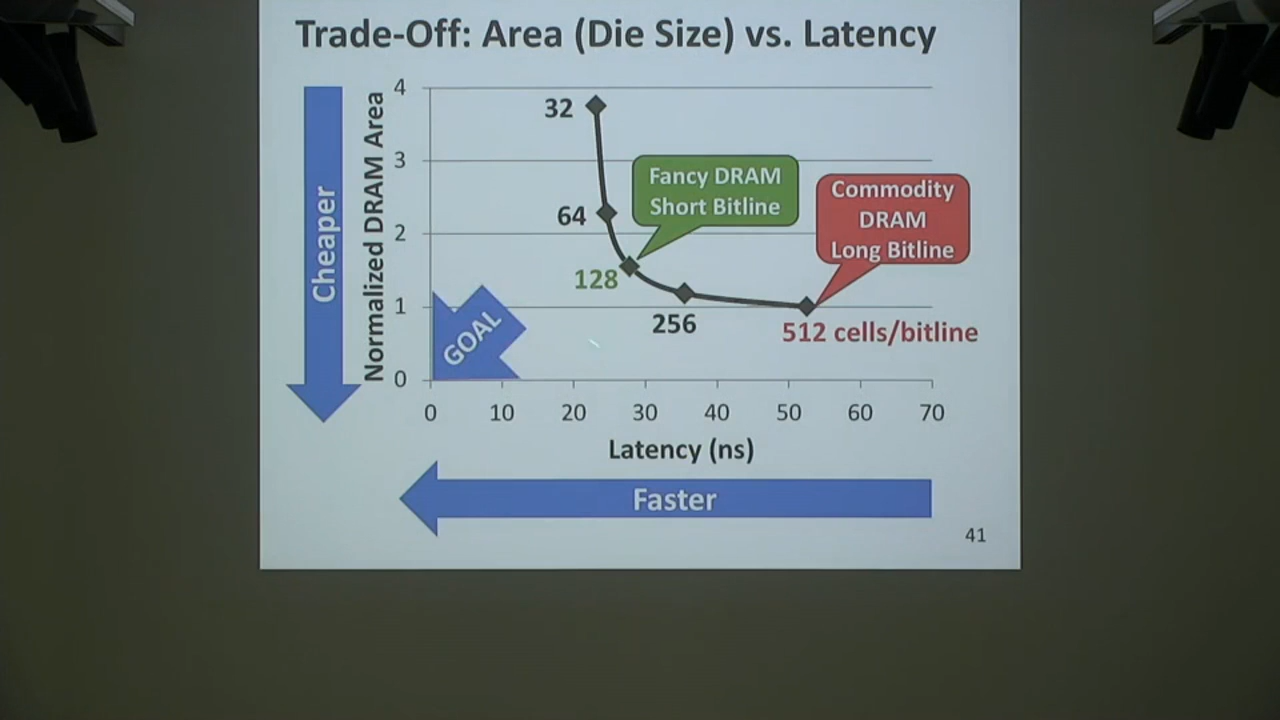 Trade-Off: Area (Die Size) vs. Latency
Cheaper
Normalized DRAM Area
4
3
2
1
0
32
64
128
256
512 cells/bitline
Fancy DRAM
Short Bitline
Commodity
DRAM
Long Bitline
GOAL
0 10 20 30 40 50 60 70
Latency (ns)
Faster
41